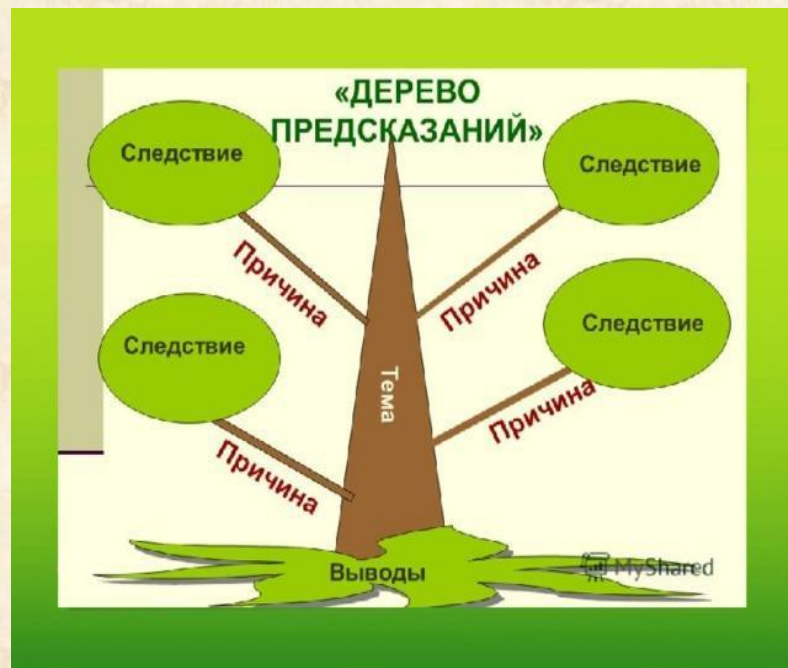 «ДЕРЕВО
ПРЕДСКАЗАНИЙ»
Следствие
Следствие
Причина
Причина
Следствие
Следствие
Тема
Причина
Причина
Выводы
MyShared